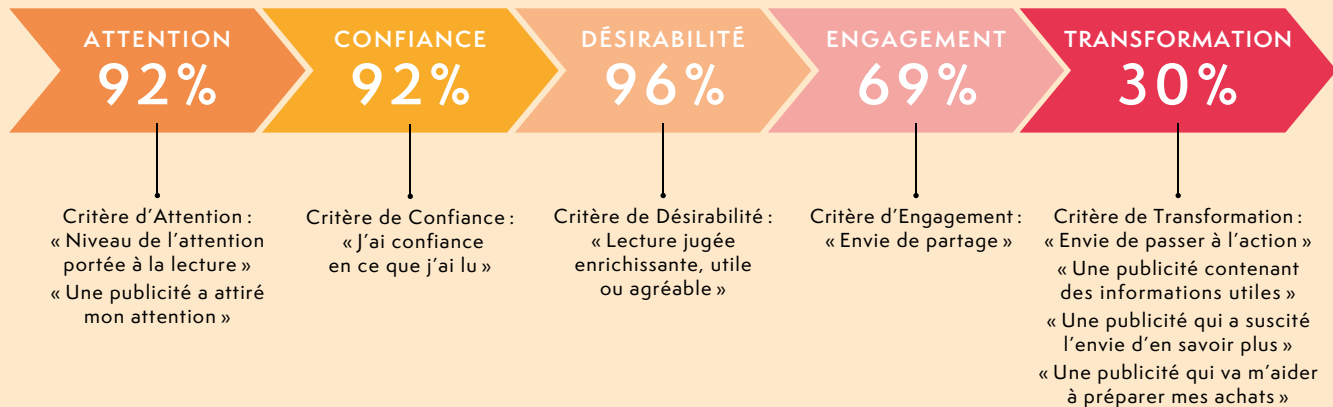 ATTENTION
92%
CONFIANCE
92%
DÉSIRABILITÉ
96%
ENGAGEMENT
69%
TRANSFORMATION
30%
Critère d'Attention :
« Niveau de l'attention
portée à la lecture »
« Une publicité a attiré
mon attention »
Critère de Confiance :
« J'ai confiance
en ce que j'ai lu »
Critère de Désirabilité :
« Lecture jugée
enrichissante, utile
ou agréable »
Critère d'Engagement :
« Envie de partage »
Critère de Transformation :
« Envie de passer à l'action »
« Une publicité contenant
des informations utiles »
« Une publicité qui a suscité
l'envie d'en savoir plus »
« Une publicité qui va m'aider
à préparer mes achats »